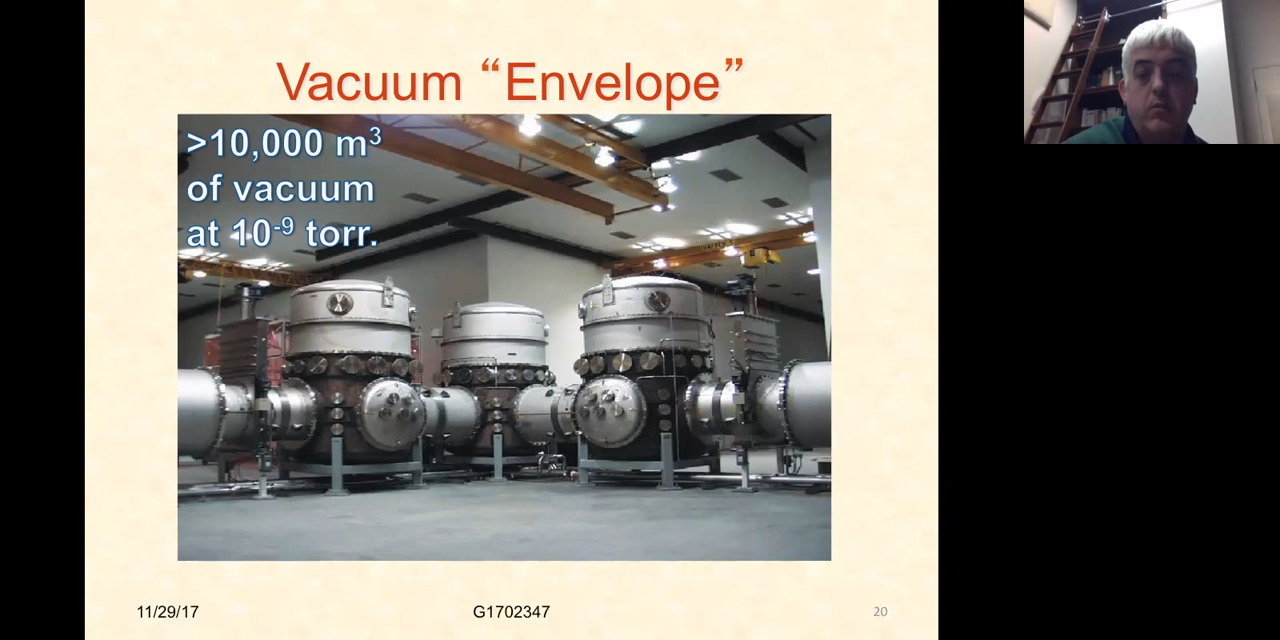 Vacuum “Envelope”
>10,000 m³
of vacuum
at 10⁻⁹ torr.
11/29/17
G1702347
20